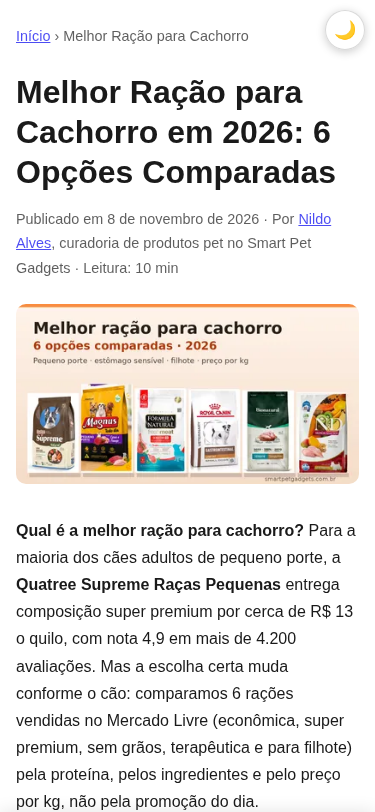 Início › Melhor Ração para Cachorro
Melhor Ração para
Cachorro em 2026: 6
Opções Comparadas
Publicado em 8 de novembro de 2026 · Por Nildo
Alves, curadoria de produtos pet no Smart Pet
Gadgets · Leitura: 10 min
Melhor ração para cachorro
6 opções comparadas · 2026
Pequeno porte · estômago sensível · filhote · preço por kg
Supreme
Magnus
FÓRMULA
NATURAL
ROYAL CANIN
GASTROINTESTINAL
Biofresh
N&D
smartpetgadgets.com.br
Qual é a melhor ração para cachorro? Para a
maioria dos cães adultos de pequeno porte, a
Quatree Supreme Raças Pequenas entrega
composição super premium por cerca de R$ 13
o quilo, com nota 4,9 em mais de 4.200
avaliações. Mas a escolha certa muda
conforme o cão: comparamos 6 rações
vendidas no Mercado Livre (econômica, super
premium, sem grãos, terapêutica e para filhote)
pela proteína, pelos ingredientes e pelo preço
por kg, não pela promoção do dia.